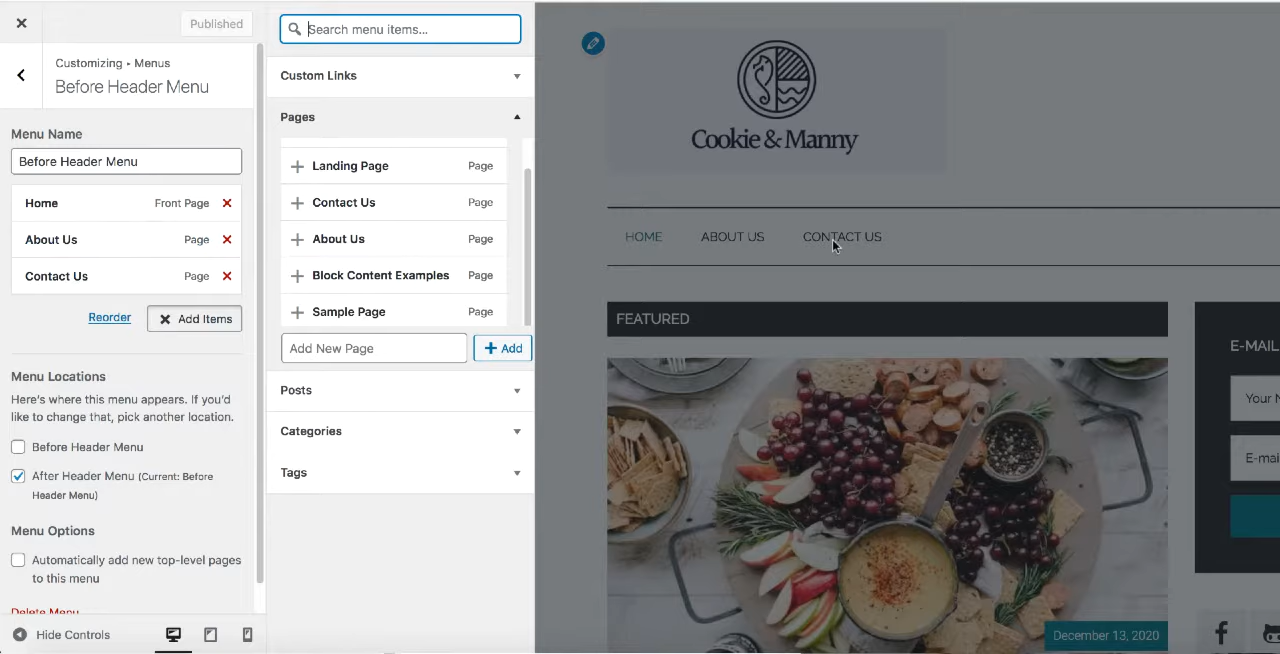 Published
Customizing • Menus
Before Header Menu
Menu Name
Before Header Menu
Home Front Page
About Us Page
Contact Us Page
Reorder
Add Items
Menu Locations
Here's where this menu appears. If you'd
like to change that, pick another location.
Before Header Menu
After Header Menu (Current: Before
Header Menu)
Menu Options
Automatically add new top-level pages
to this menu
Delete Menu
Hide Controls
Search menu items...
Custom Links
Pages
Landing Page Page
Contact Us Page
About Us Page
Block Content Examples Page
Sample Page Page
Add New Page
Add
Posts
Categories
Tags
Cookie & Manny
HOME ABOUT US CONTACT US
FEATURED
December 13, 2020
E-MAIL
Your N
E-mai